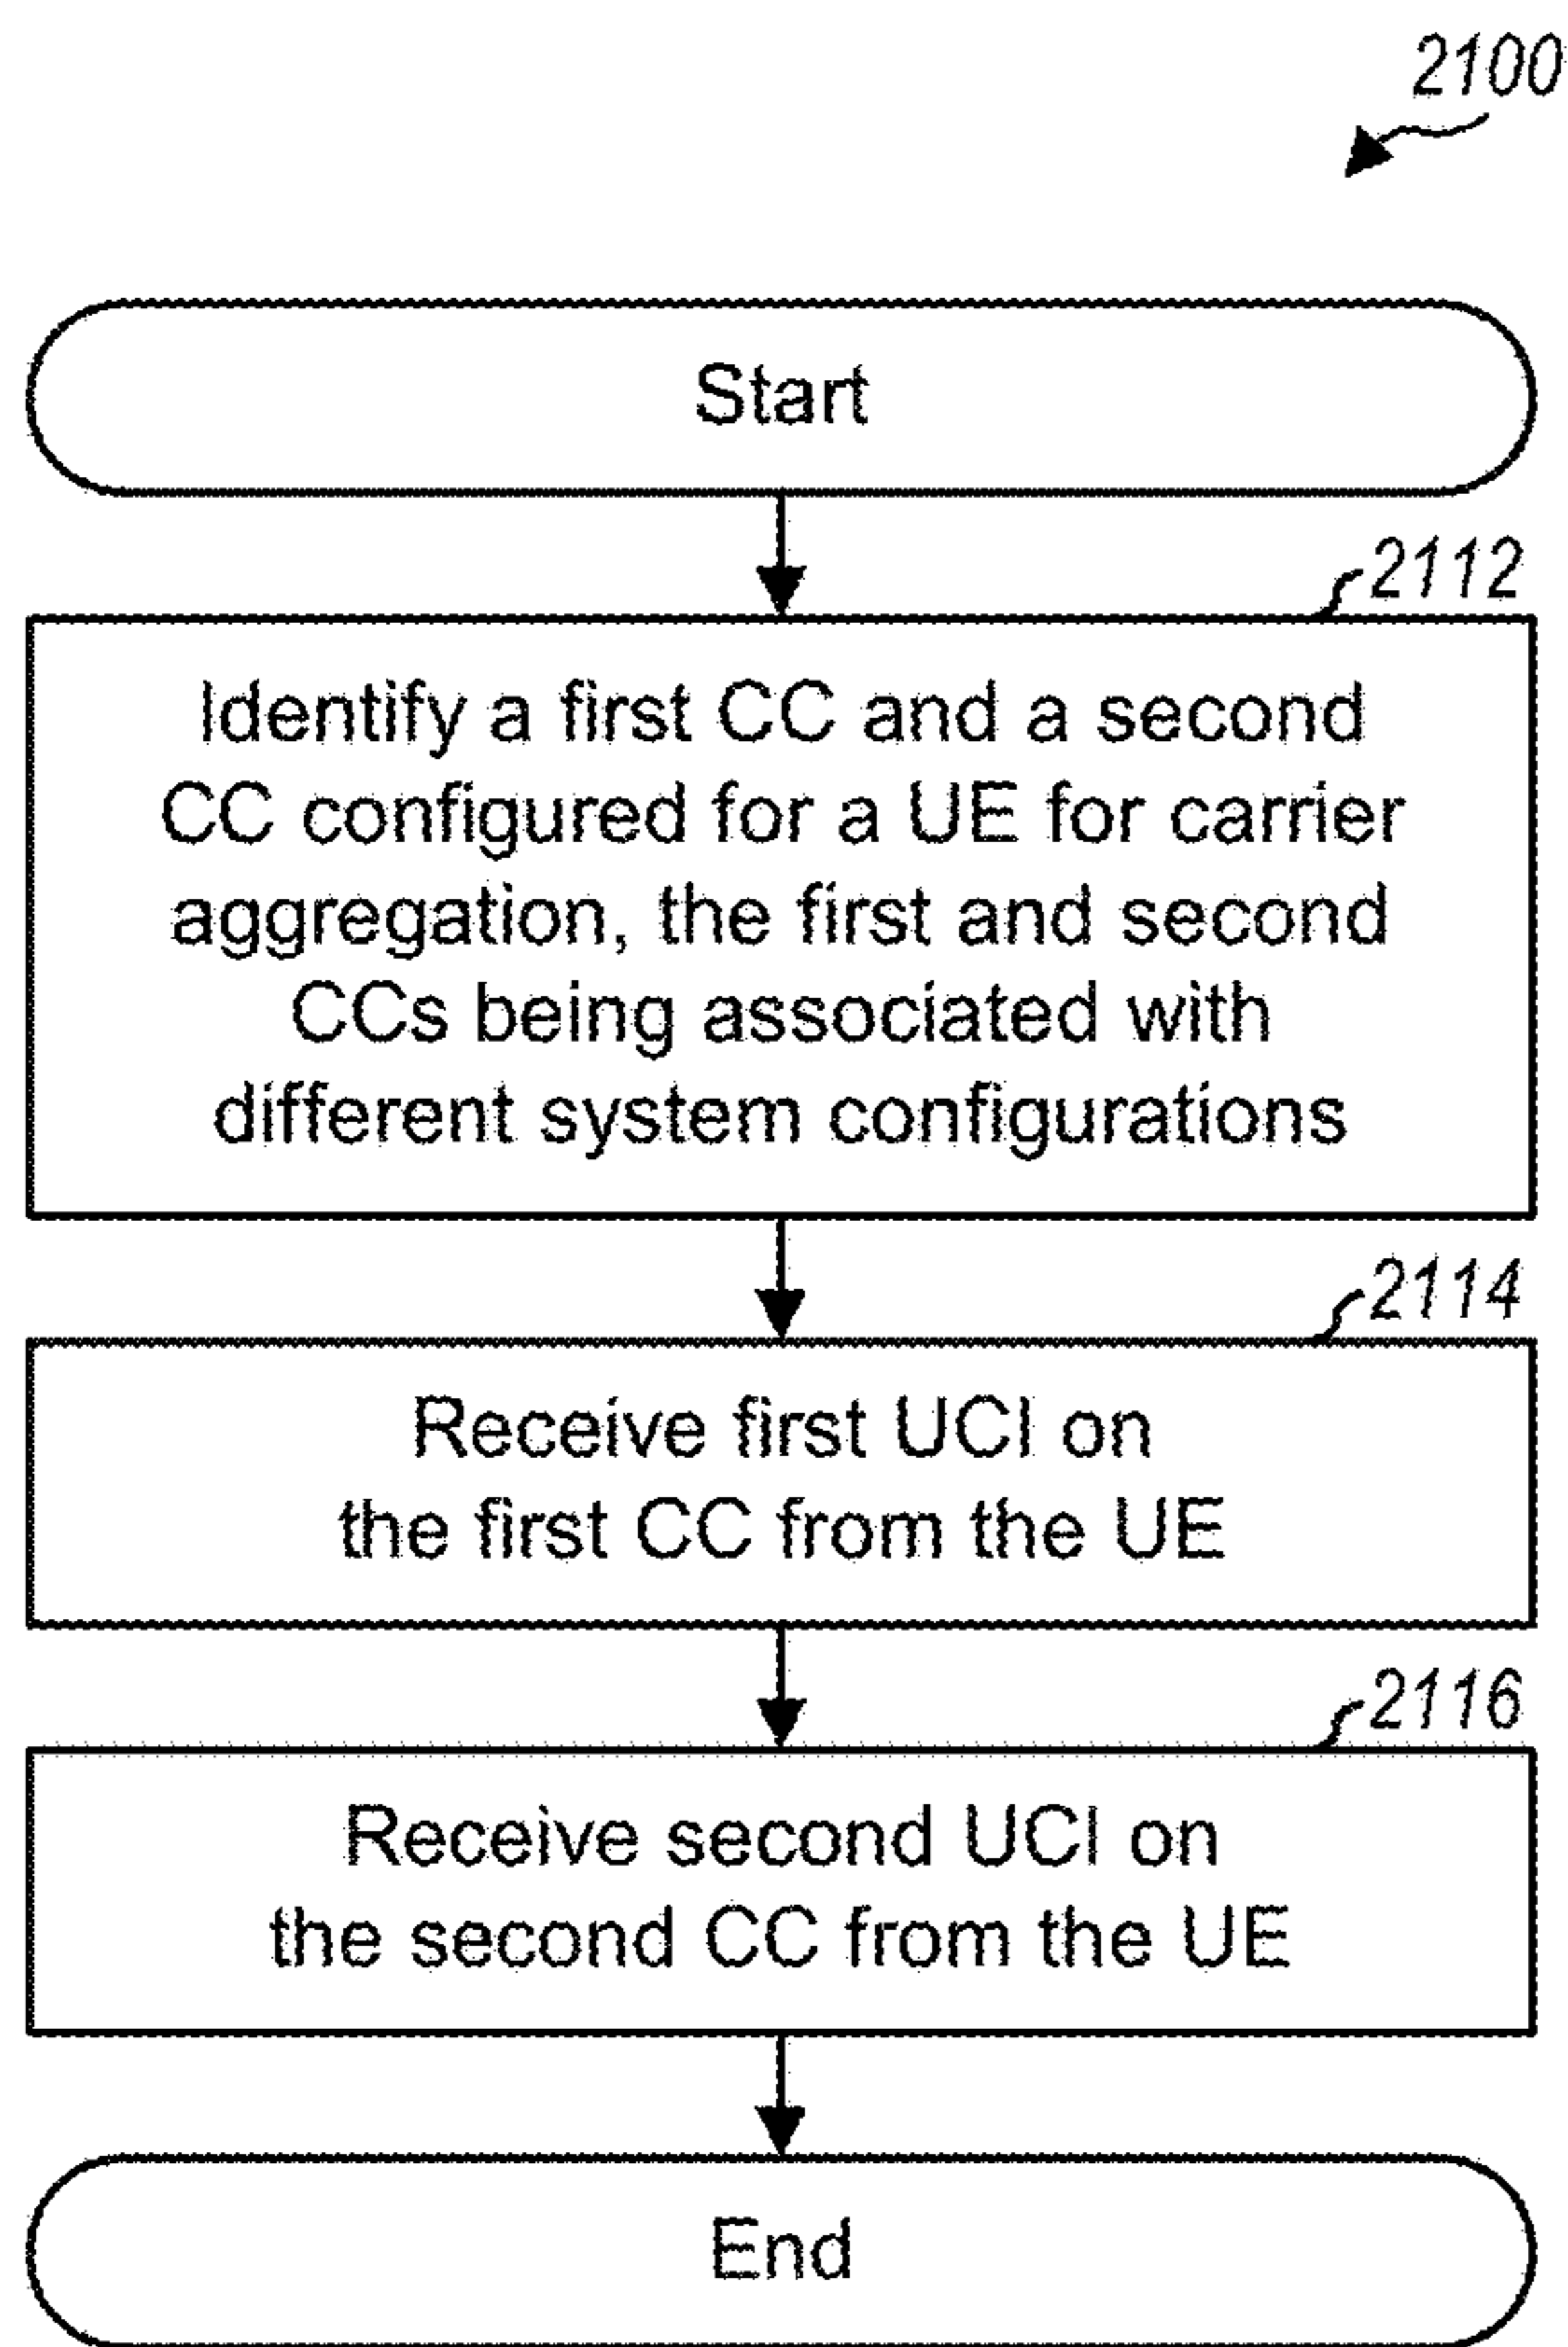 2100
Start
2112
Identify a first CC and a second
CC configured for a UE for carrier
aggregation, the first and second
CCs being associated with
different system configurations
2114
Receive first UCI on
the first CC from the UE
2116
Receive second UCI on
the second CC from the UE
End